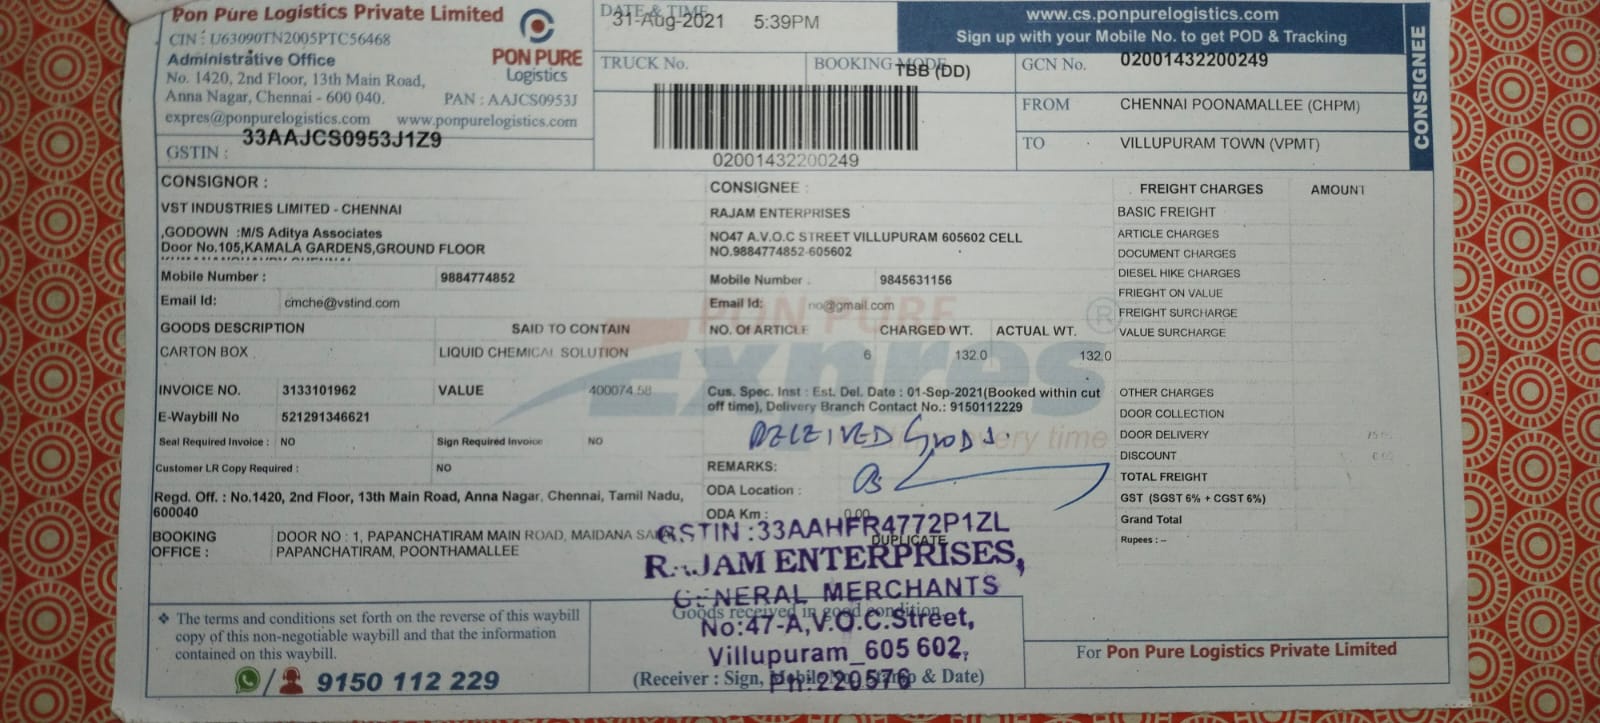 Pon Pure Logistics Private Limited
CIN : U63090TN2005PTC56468
Administrative Office
No. 1420, 2nd Floor, 13th Main Road,
Anna Nagar, Chennai - 600 040.
PAN : AAJCS0953J
expres@ponpurelogistics.com www.ponpurelogistics.com
GSTIN : 33AAJCS0953J1Z9
PON PURE
Logistics
DATE & TIME
31-Aug-2021 5:39PM
TRUCK No.
BOOKING MODE
TBB (DD)
02001432200249
www.cs.ponpurelogistics.com
Sign up with your Mobile No. to get POD & Tracking
GCN No. 02001432200249
FROM CHENNAI POONAMALLEE (CHPM)
TO VILLUPURAM TOWN (VPMT)
CONSIGNEE
CONSIGNOR :
VST INDUSTRIES LIMITED - CHENNAI
,GODOWN :M/S Aditya Associates
Door No.105,KAMALA GARDENS,GROUND FLOOR
Mobile Number : 9884774852
Email Id: cmche@vstind.com
CONSIGNEE :
RAJAM ENTERPRISES
NO47 A.V.O.C STREET VILLUPURAM 605602 CELL
NO.9884774852-605602
Mobile Number : 9845631156
Email Id: no@gmail.com
GOODS DESCRIPTION SAID TO CONTAIN NO. Of ARTICLE CHARGED WT. ACTUAL WT.
CARTON BOX LIQUID CHEMICAL SOLUTION 6 132.0 132.0
PON PURE
Expres
®
INVOICE NO. 3133101962 VALUE 400074.58
E-Waybill No 521291346621
Seal Required Invoice : NO Sign Required Invoice NO
Customer LR Copy Required : NO
Regd. Off. : No.1420, 2nd Floor, 13th Main Road, Anna Nagar, Chennai, Tamil Nadu,
600040
BOOKING OFFICE :
DOOR NO : 1, PAPANCHATIRAM MAIN ROAD, MAIDANA
PAPANCHATIRAM, POONTHAMALLEE
Cus. Spec. Inst : Est. Del. Date : 01-Sep-2021(Booked within cut
off time), Delivery Branch Contact No.: 9150112229
every time
RECEIVED GOODS.
REMARKS:
ODA Location :
ODA Km : 0.00
DUPLICATE
GSTIN :33AAHFR4772P1ZL
RAJAM ENTERPRISES,
GENERAL MERCHANTS
No:47-A,V.O.C.Street,
Villupuram_605 602,
Ph:220576
Goods received in good condition
(Receiver : Sign, Mobile No, Stamp & Date)
FREIGHT CHARGES AMOUNT
BASIC FREIGHT
ARTICLE CHARGES
DOCUMENT CHARGES
DIESEL HIKE CHARGES
FRIEGHT ON VALUE
FREIGHT SURCHARGE
VALUE SURCHARGE
OTHER CHARGES
DOOR COLLECTION
DOOR DELIVERY
DISCOUNT
TOTAL FREIGHT
GST (SGST 6% + CGST 6%)
Grand Total
Rupees : --
❖ The terms and conditions set forth on the reverse of this waybill
copy of this non-negotiable waybill and that the information
contained on this waybill.
/ 9150 112 229
For Pon Pure Logistics Private Limited